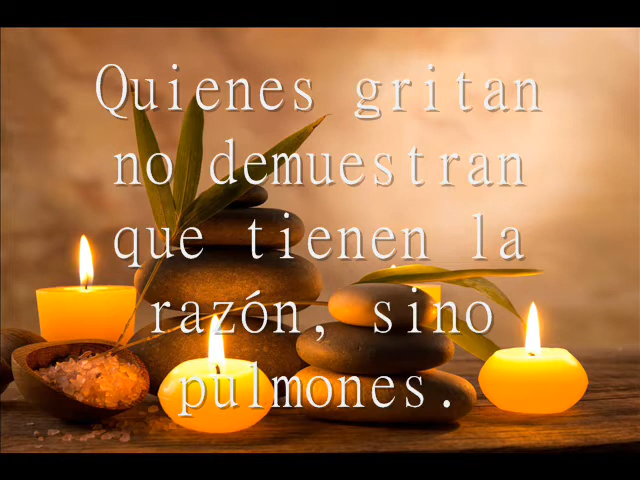 Quienes gritan
no demuestran
que tienen la
razón, sino
pulmones.